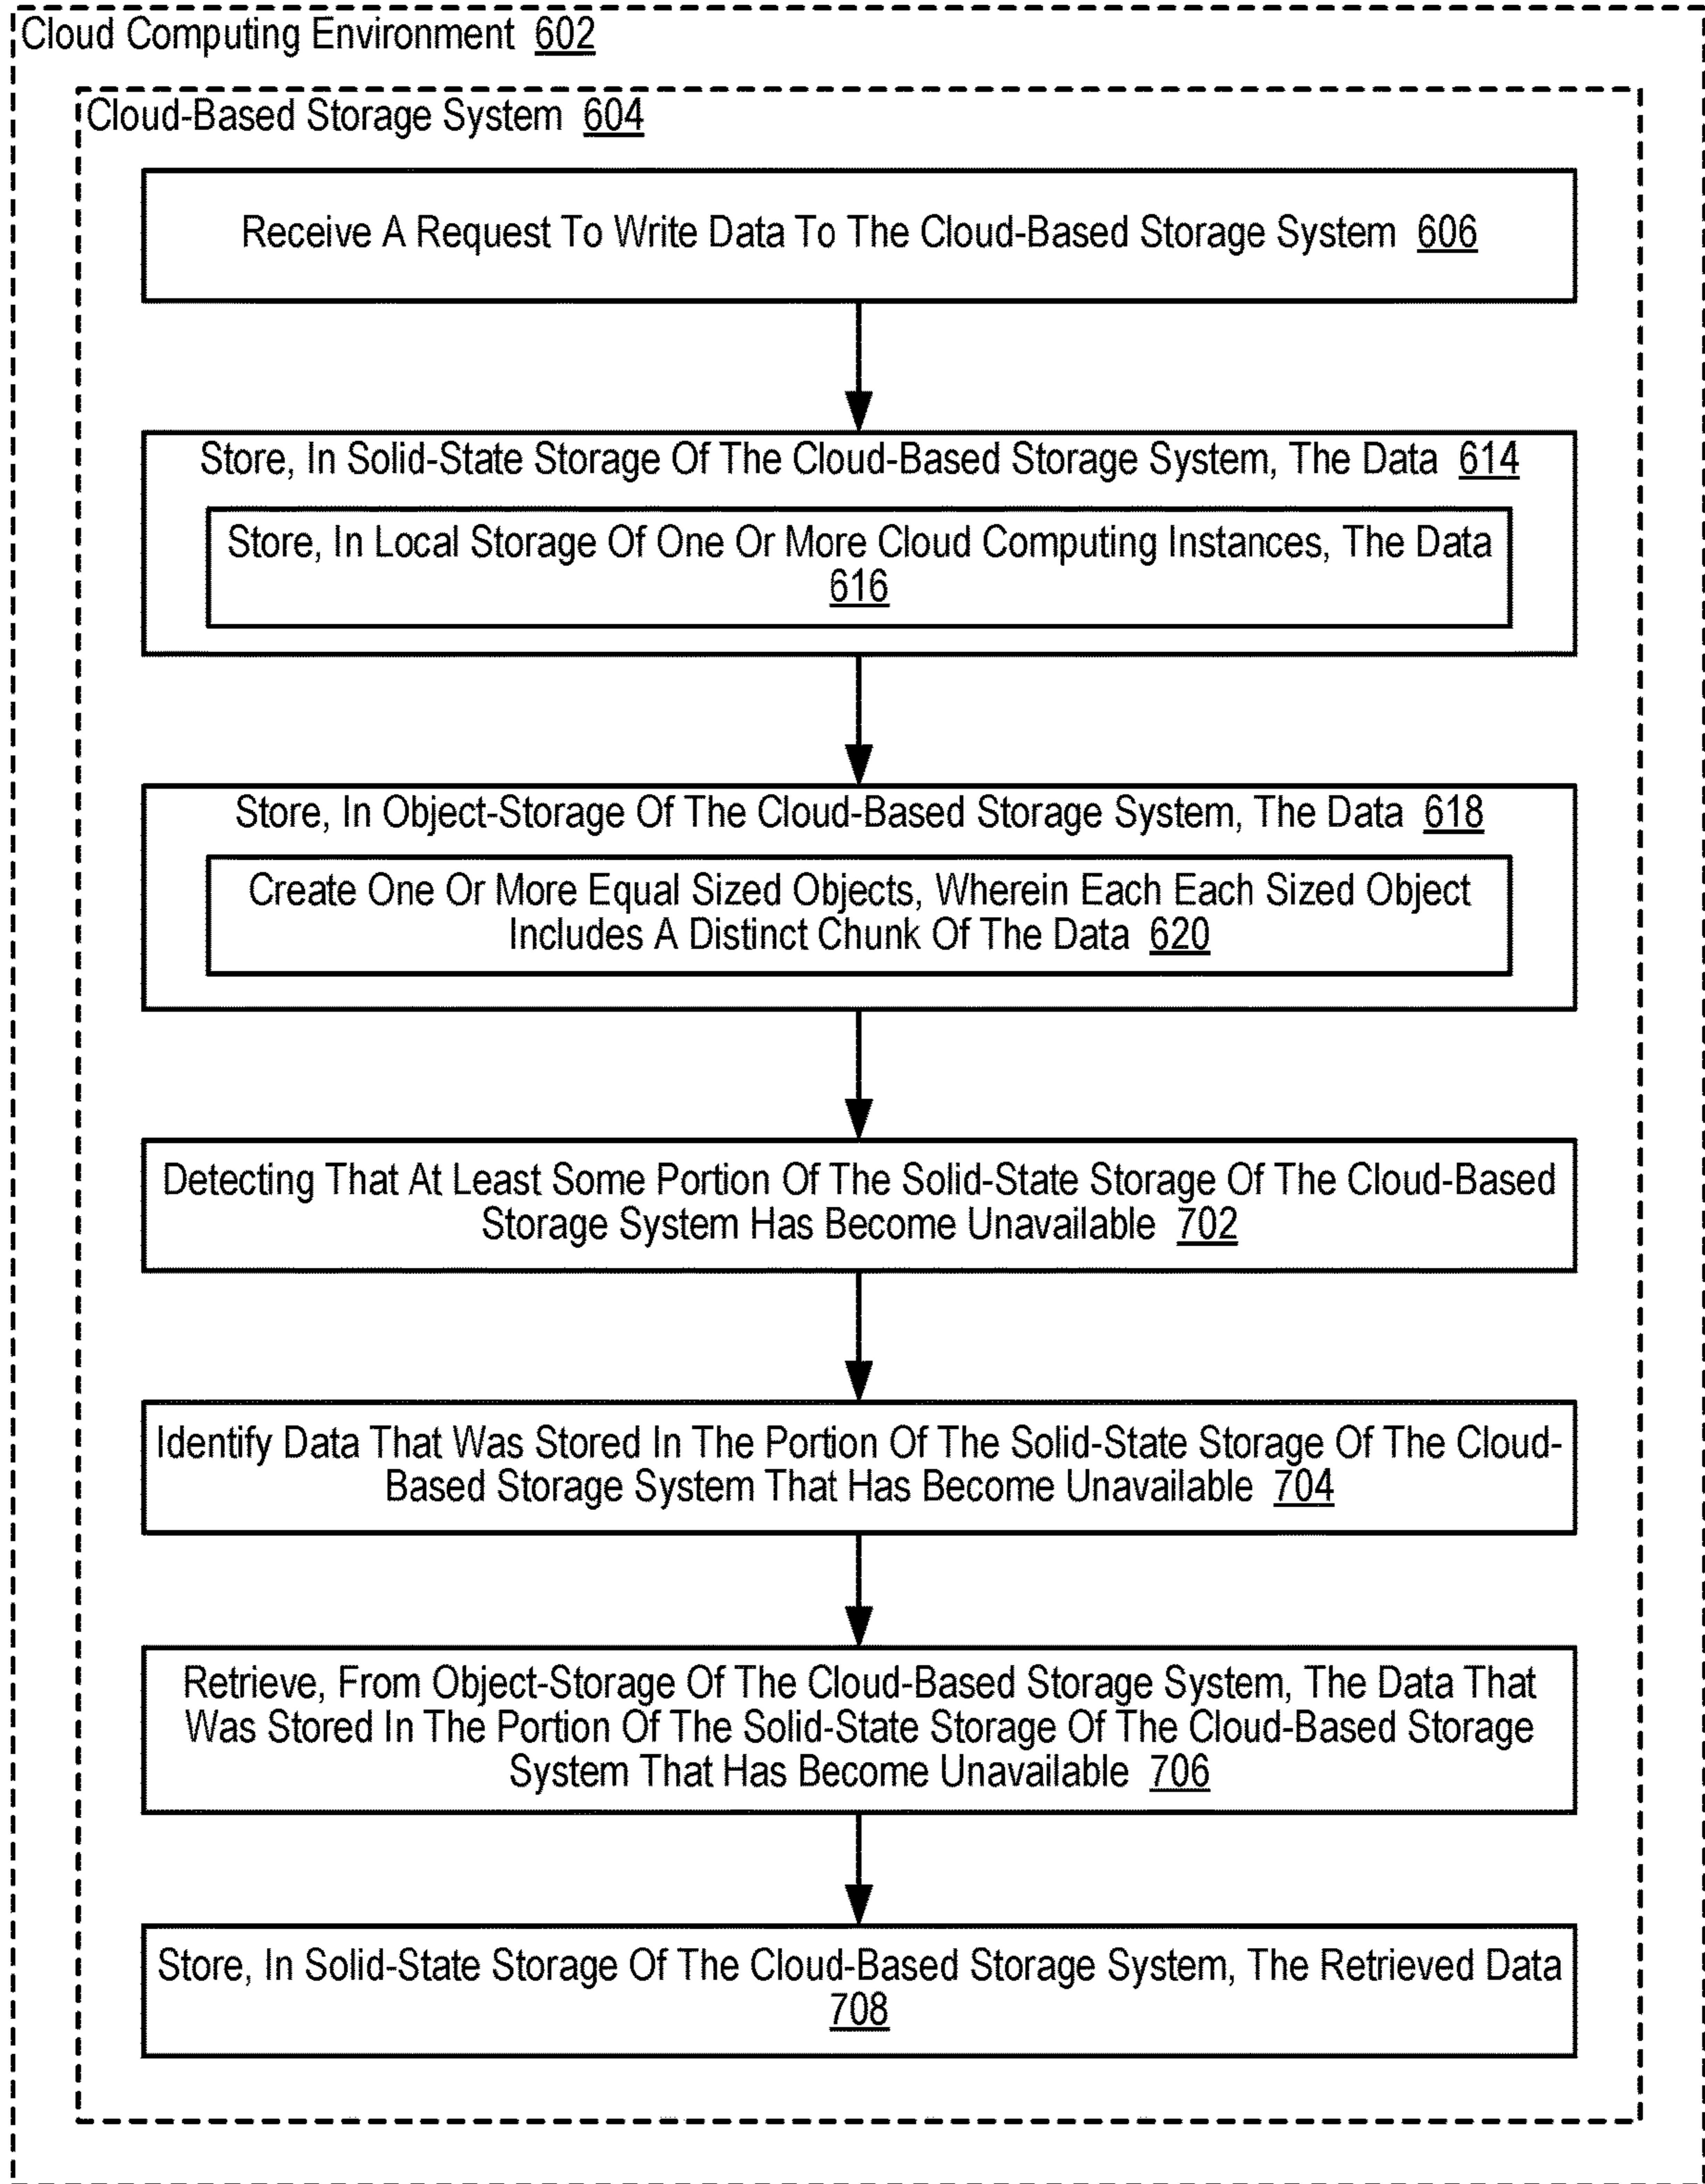 Cloud Computing Environment 602
Cloud-Based Storage System 604
Receive A Request To Write Data To The Cloud-Based Storage System 606
Store, In Solid-State Storage Of The Cloud-Based Storage System, The Data 614
Store, In Local Storage Of One Or More Cloud Computing Instances, The Data
616
Store, In Object-Storage Of The Cloud-Based Storage System, The Data 618
Create One Or More Equal Sized Objects, Wherein Each Each Sized Object
Includes A Distinct Chunk Of The Data 620
Detecting That At Least Some Portion Of The Solid-State Storage Of The Cloud-Based
Storage System Has Become Unavailable 702
Identify Data That Was Stored In The Portion Of The Solid-State Storage Of The Cloud-
Based Storage System That Has Become Unavailable 704
Retrieve, From Object-Storage Of The Cloud-Based Storage System, The Data That
Was Stored In The Portion Of The Solid-State Storage Of The Cloud-Based Storage
System That Has Become Unavailable 706
Store, In Solid-State Storage Of The Cloud-Based Storage System, The Retrieved Data
708